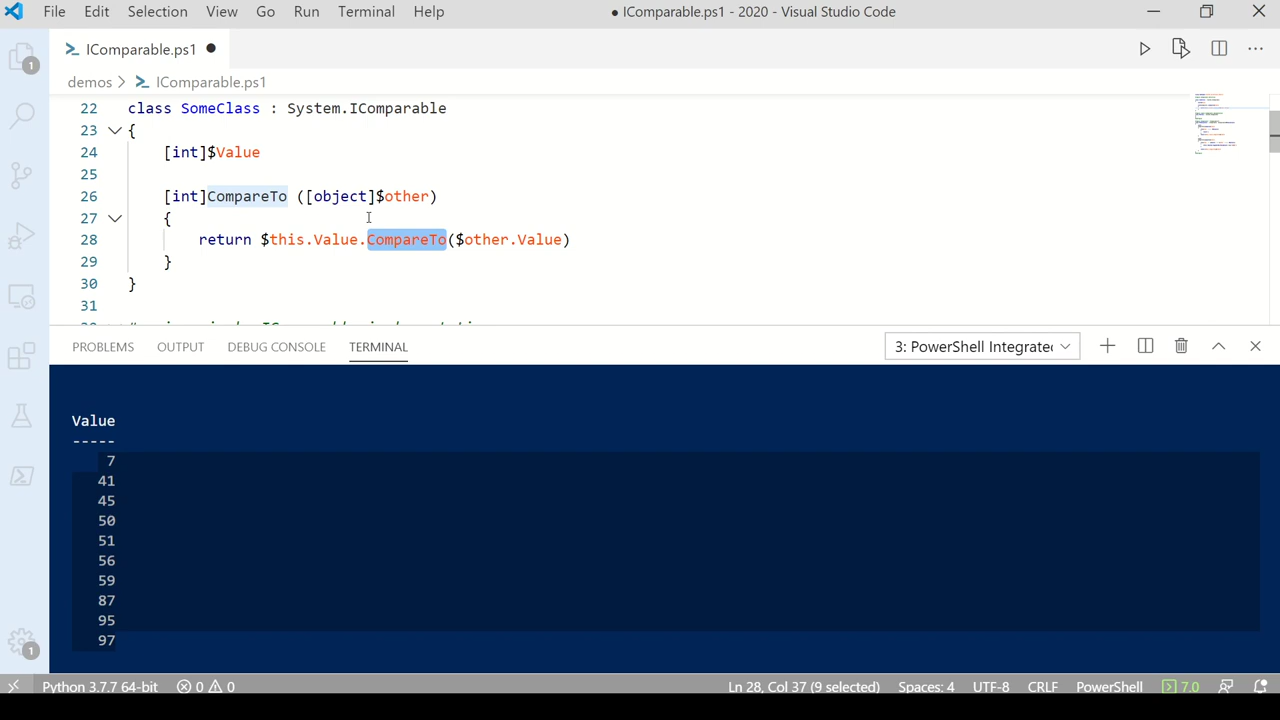 File Edit Selection View Go Run Terminal Help ● IComparable.ps1 - 2020 - Visual Studio Code
IComparable.ps1 ●
demos > IComparable.ps1
22 class SomeClass : System.IComparable
23 {
24 [int]$Value
25
26 [int]CompareTo ([object]$other)
27 {
28 return $this.Value.CompareTo($other.Value)
29 }
30 }
31
PROBLEMS OUTPUT DEBUG CONSOLE TERMINAL 3: PowerShell Integrate
Value
-----
7
41
45
50
51
56
59
87
95
97
1
1
Python 3.7.7 64-bit 0 0 Ln 28, Col 37 (9 selected) Spaces: 4 UTF-8 CRLF PowerShell 7.0